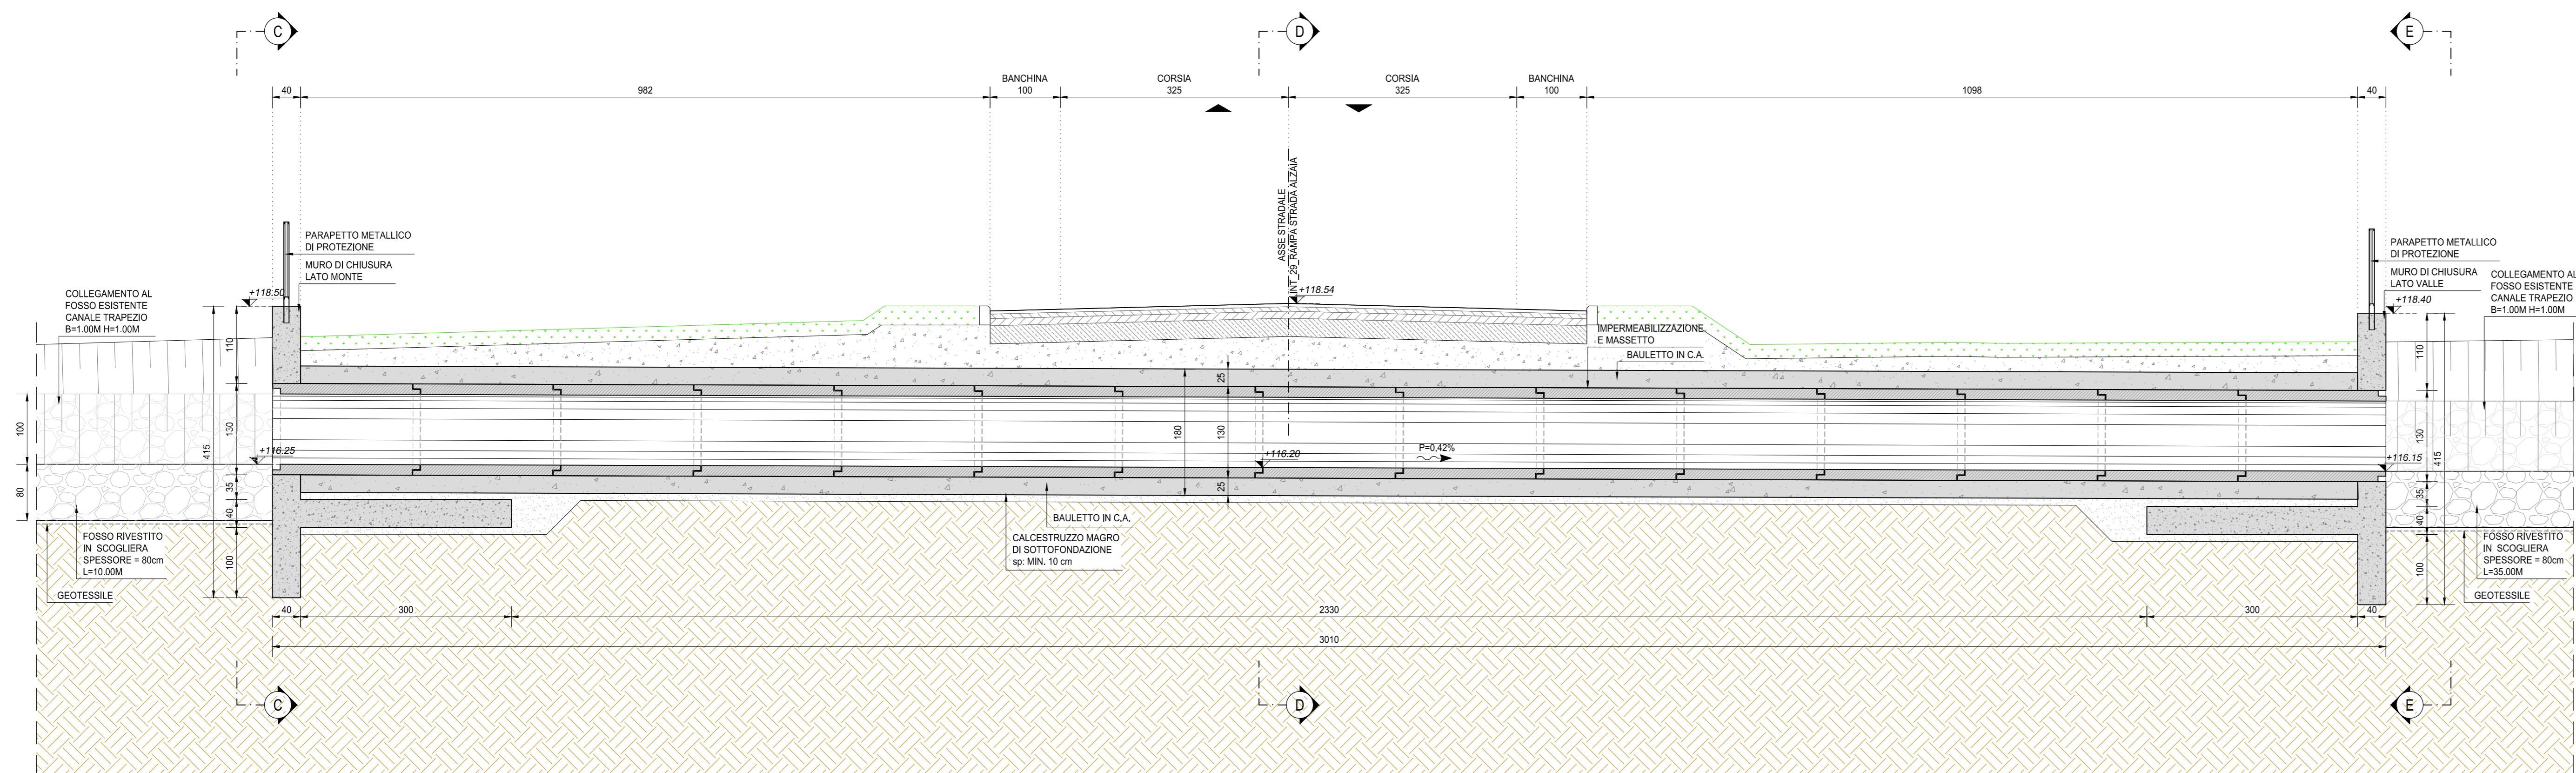 C
D
E
BANCHINA
CORSIA
CORSIA
BANCHINA
40
982
100
325
325
100
1098
40
ASSE STRADALE
INT_29_RAMPA STRADA ALZAIA
PARAPETTO METALLICO
DI PROTEZIONE
MURO DI CHIUSURA
LATO MONTE
COLLEGAMENTO AL
FOSSO ESISTENTE
CANALE TRAPEZIO
B=1.00M H=1.00M
+118.50
+118.54
IMPERMEABILIZZAZIONE
E MASSETTO
BAULETTO IN C.A.
PARAPETTO METALLICO
DI PROTEZIONE
MURO DI CHIUSURA
LATO VALLE
COLLEGAMENTO AL
FOSSO ESISTENTE
CANALE TRAPEZIO
B=1.00M H=1.00M
+118.40
100
80
415
110
130
35
40
100
+116.25
180
25
130
25
+116.20
P=0,42%
+116.15
110
130
35
40
100
415
FOSSO RIVESTITO
IN SCOGLIERA
SPESSORE = 80cm
L=10.00M
GEOTESSILE
BAULETTO IN C.A.
CALCESTRUZZO MAGRO
DI SOTTOFONDAZIONE
sp: MIN. 10 cm
FOSSO RIVESTITO
IN SCOGLIERA
SPESSORE = 80cm
L=35.00M
GEOTESSILE
40
300
2330
300
40
3010
C
D
E